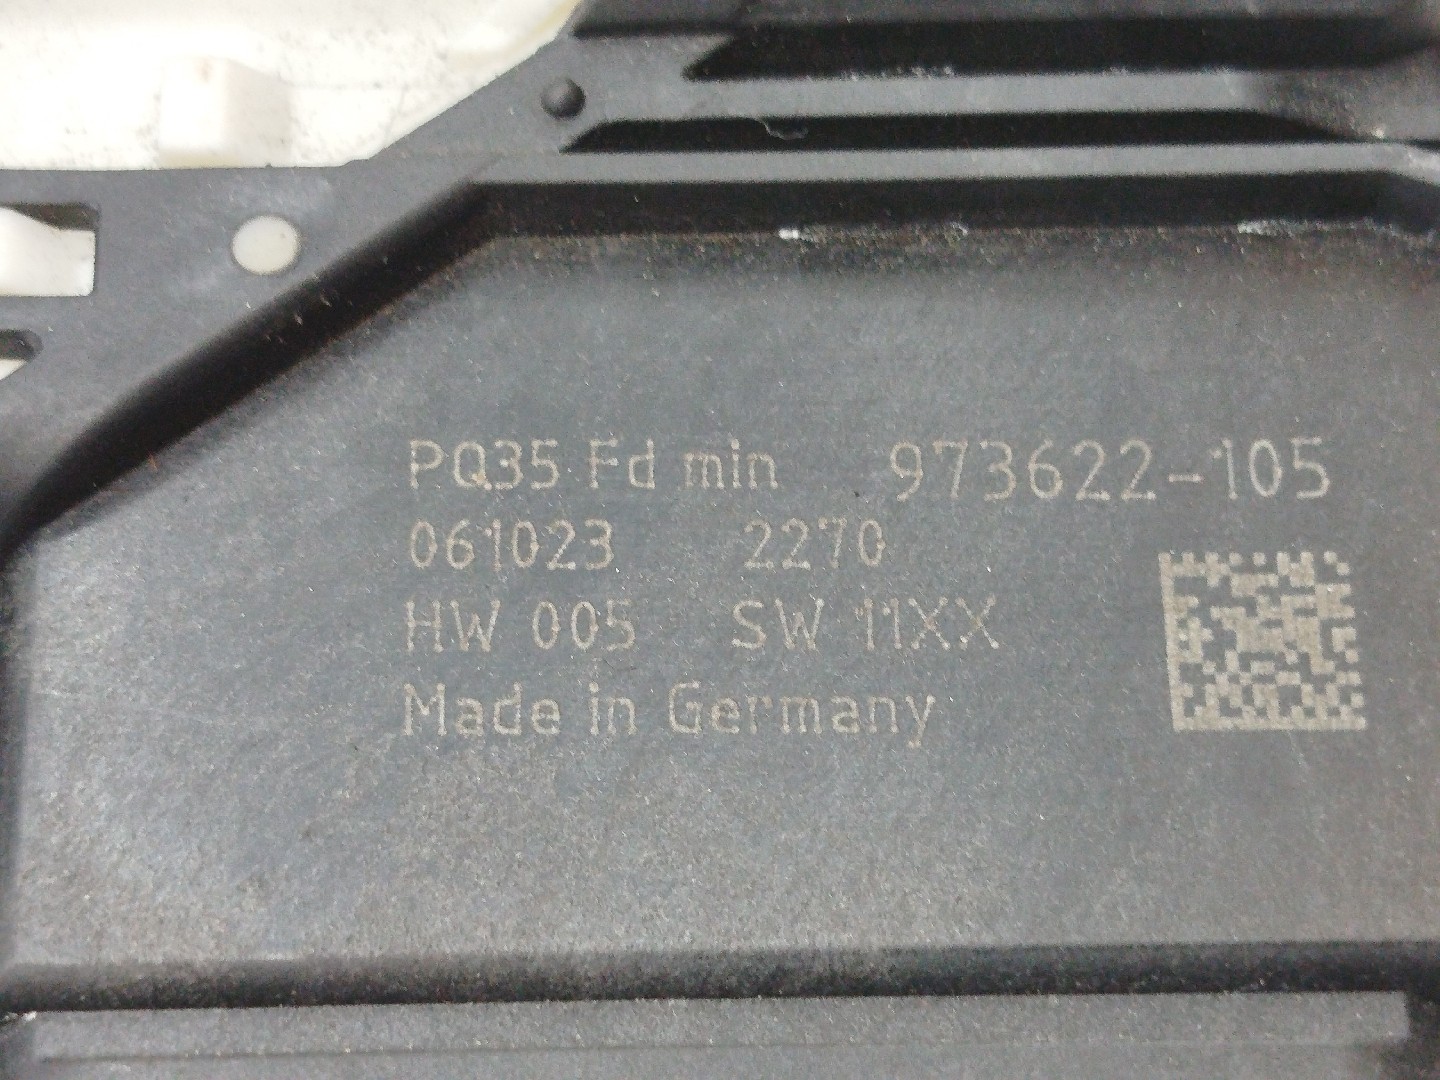 PQ35 Fd min 973622-105
061023 2270
HW 005 SW 11XX
Made in Germany